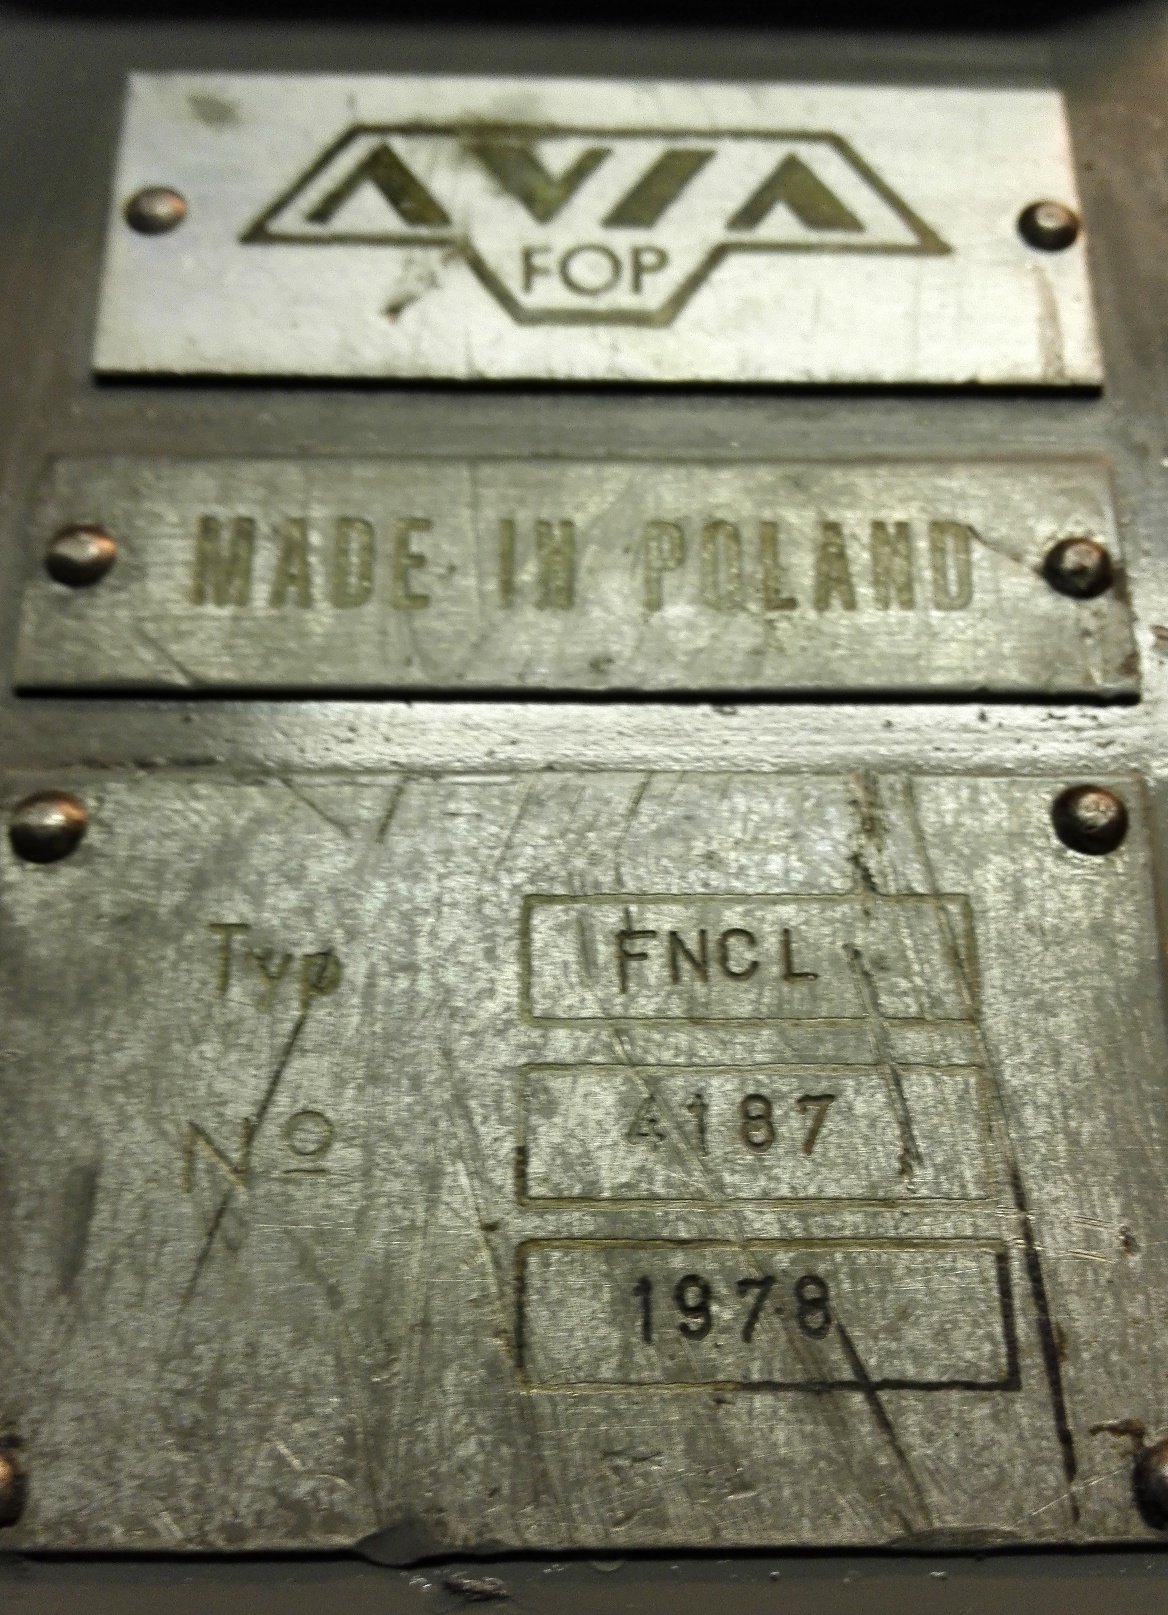 AVIA
FOP
MADE IN POLAND
Typ FNCL
Nº 4187
1978